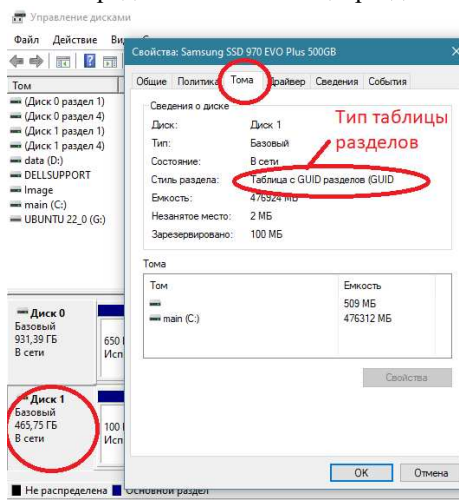 Управление дисками
Файл Действие
Том
(Диск 0 раздел 1)
(Диск 0 раздел 4)
(Диск 1 раздел 1)
(Диск 1 раздел 4)
data (D:)
DELLSUPPORT
Image
main (C:)
UBUNTU 22_0 (G:)
Свойства: Samsung SSD 970 EVO Plus 500GB
Общие Политика Тома Драйвер Сведения События
Сведения о диске
Диск: Диск 1
Тип: Базовый
Состояние: В сети
Стиль раздела: Таблица с GUID разделов (GUID
Емкость: 476924 МБ
Незанятое место: 2 МБ
Зарезервировано: 100 МБ
Тип таблицы
разделов
Тома
Том Емкость
509 МБ
main (C:) 476312 МБ
Свойства
OK Отмена
Диск 0
Базовый
931,39 ГБ
В сети
650
Исп
Диск 1
Базовый
465,75 ГБ
В сети
100
Исп
Не распределена Основной раздел